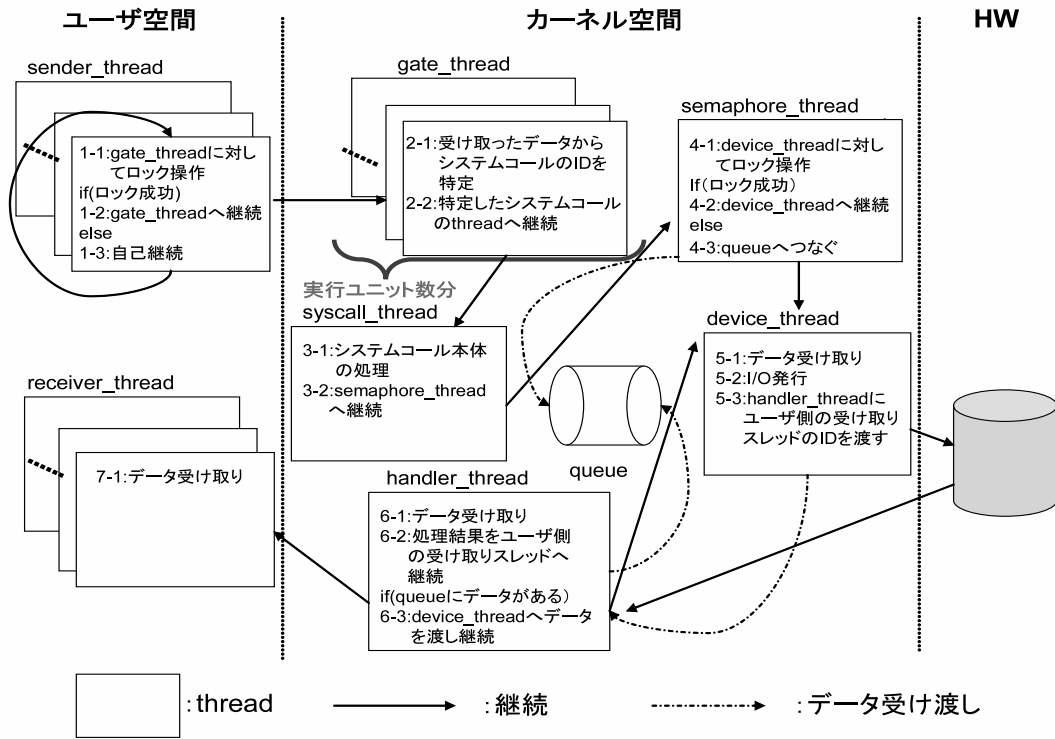 ユーザ空間
カーネル空間
HW
sender_thread
1-1:gate_threadに対し
てロック操作
if(ロック成功)
1-2:gate_threadへ継続
else
1-3:自己継続
gate_thread
2-1:受け取ったデータから
システムコールのIDを
特定
2-2:特定したシステムコール
のthreadへ継続
実行ユニット数分
semaphore_thread
4-1:device_threadに対し
てロック操作
If(ロック成功)
4-2:device_threadへ継続
else
4-3:queueへつなぐ
syscall_thread
3-1:システムコール本体
の処理
3-2:semaphore_thread
へ継続
device_thread
5-1:データ受け取り
5-2:I/O発行
5-3:handler_threadに
ユーザ側の受け取り
スレッドのIDを渡す
queue
receiver_thread
7-1:データ受け取り
handler_thread
6-1:データ受け取り
6-2:処理結果をユーザ側
の受け取りスレッドへ
継続
if(queueにデータがある)
6-3:device_threadへデータ
を渡し継続
:thread
:継続
:データ受け渡し